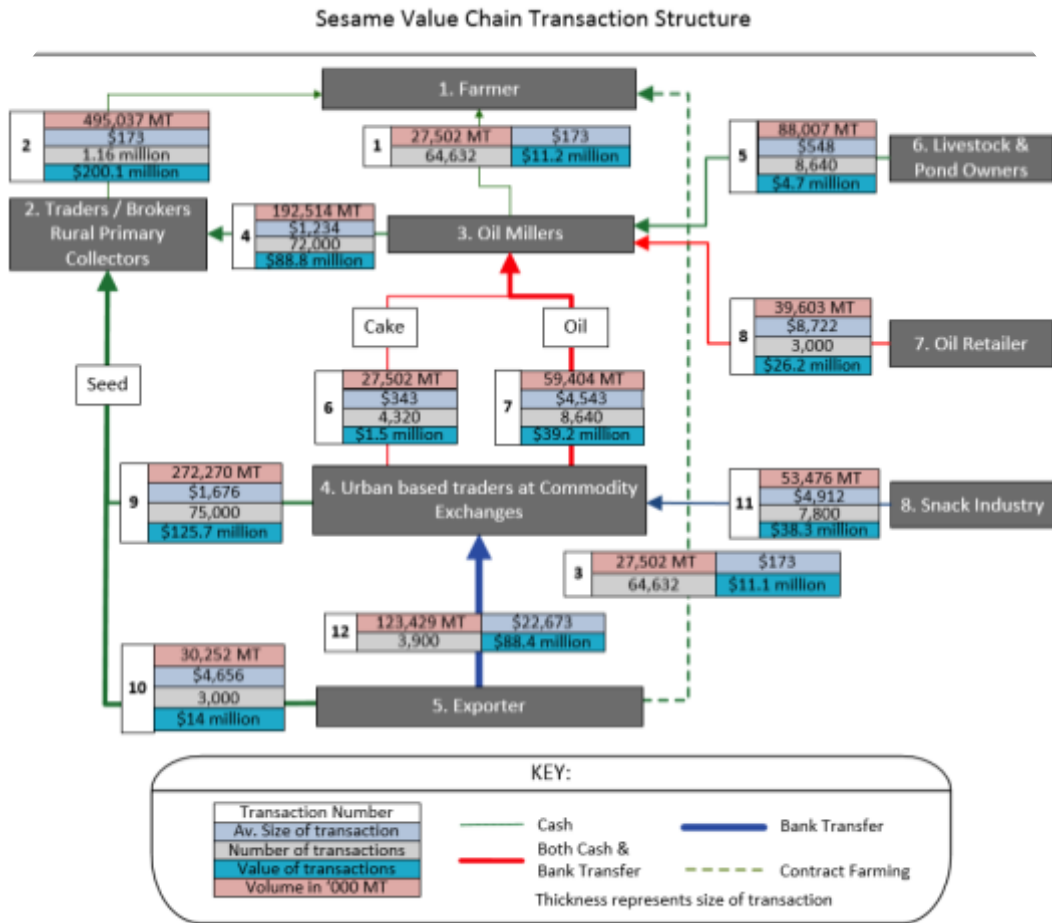 Sesame Value Chain Transaction Structure
1. Farmer
2
495,037 MT
$173
1.16 million
$200.1 million
1
27,502 MT
$173
64,632
$11.2 million
5
88,007 MT
$548
8,640
$4.7 million
6. Livestock &
Pond Owners
2. Traders / Brokers
Rural Primary
Collectors
4
192,514 MT
$1,234
72,000
$88.8 million
3. Oil Millers
Cake
Oil
8
39,603 MT
$8,722
3,000
$26.2 million
7. Oil Retailer
Seed
6
27,502 MT
$343
4,320
$1.5 million
7
59,404 MT
$4,543
8,640
$39.2 million
9
272,270 MT
$1,676
75,000
$125.7 million
4. Urban based traders at Commodity
Exchanges
11
53,476 MT
$4,912
7,800
$38.3 million
8. Snack Industry
3
27,502 MT
$173
64,632
$11.1 million
12
123,429 MT
$22,673
3,900
$88.4 million
10
30,252 MT
$4,656
3,000
$14 million
5. Exporter
KEY:
Transaction Number
Av. Size of transaction
Number of transactions
Value of transactions
Volume in '000 MT
Cash
Both Cash &
Bank Transfer
Bank Transfer
Contract Farming
Thickness represents size of transaction